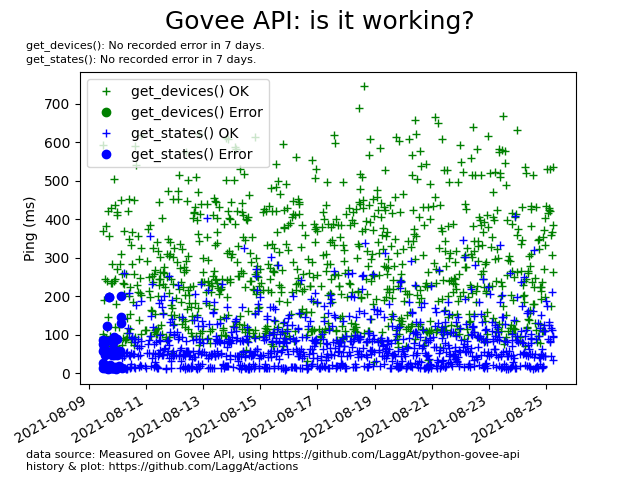 Govee API: is it working?
get_devices(): No recorded error in 7 days.
get_states(): No recorded error in 7 days.
get_devices() OK
get_devices() Error
get_states() OK
get_states() Error
Ping (ms)
700
600
500
400
300
200
100
0
2021-08-09
2021-08-11
2021-08-13
2021-08-15
2021-08-17
2021-08-19
2021-08-21
2021-08-23
2021-08-25
data source: Measured on Govee API, using https://github.com/LaggAt/python-govee-api
history & plot: https://github.com/LaggAt/actions